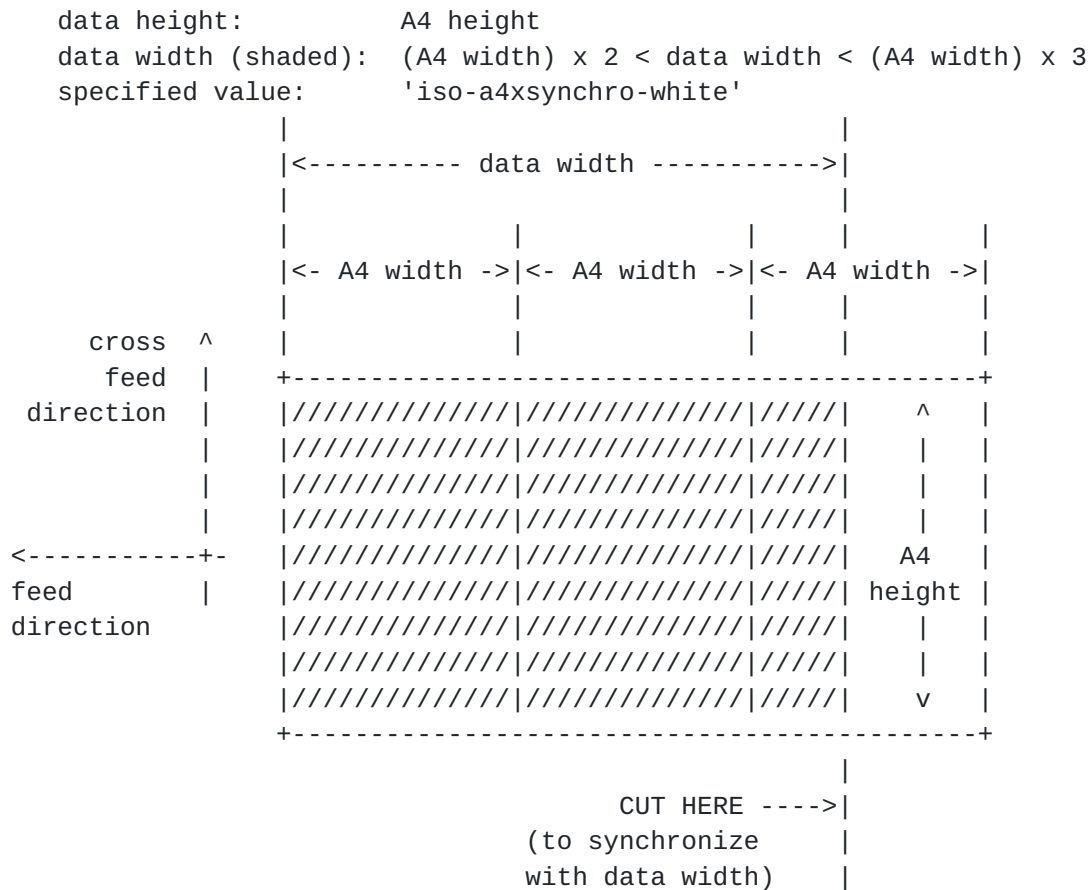 data height:          A4 height
data width (shaded):  (A4 width) x 2 < data width < (A4 width) x 3
specified value:      'iso-a4xsynchro-white'
              |                                   |
              |<---------- data width ----------->|
              |                                   |
              |              |              |     |        |
              |<- A4 width ->|<- A4 width ->|<- A4 width ->|
              |              |              |     |        |
  cross  ^    |              |              |     |        |
   feed  |    +--------------------------------------------+
direction  |    |//////////////|//////////////|/////|    ^   |
         |    |//////////////|//////////////|/////|    |   |
         |    |//////////////|//////////////|/////|    |   |
         |    |//////////////|//////////////|/////|    |   |
<-----------+-  |//////////////|//////////////|/////|   A4   |
feed        |   |//////////////|//////////////|/////| height |
direction       |//////////////|//////////////|/////|    |   |
              |//////////////|//////////////|/////|    |   |
              |//////////////|//////////////|/////|    v   |
              +--------------------------------------------+
                                                  |
                                    CUT HERE ---->|
                              (to synchronize     |
                              with data width)    |